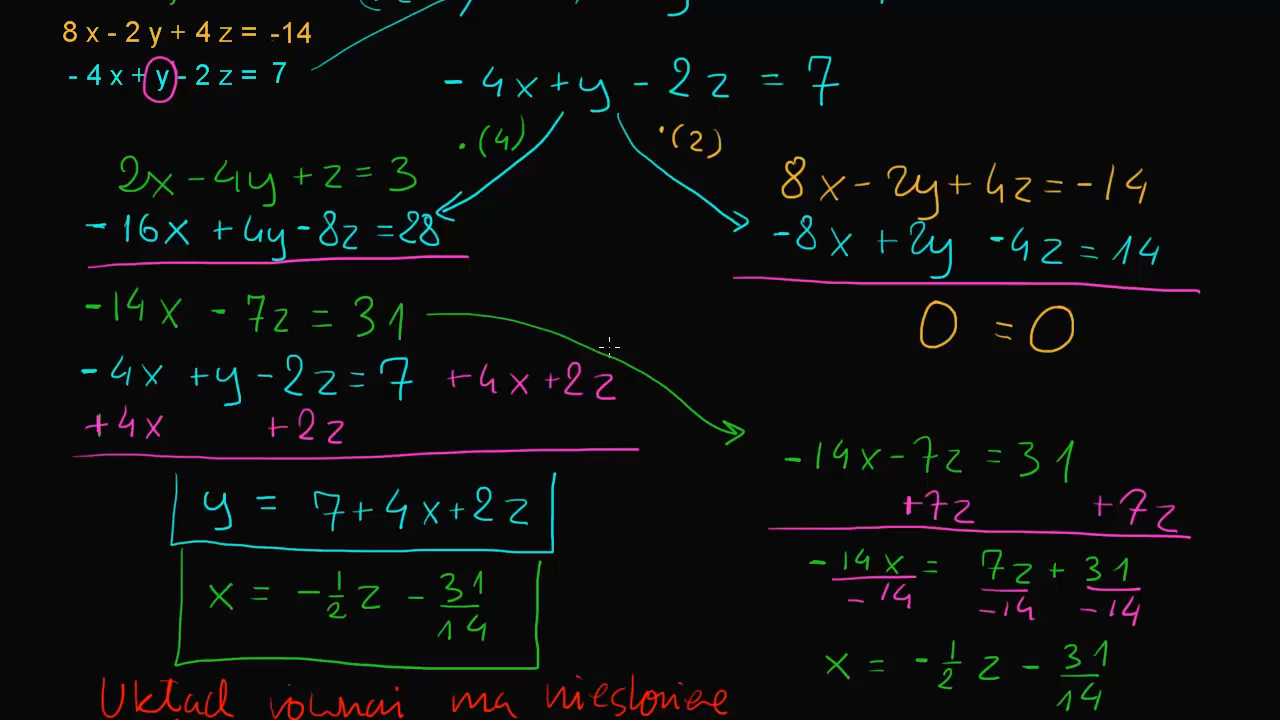 8 x - 2 y + 4 z = -14
- 4 x + y - 2 z = 7
-4x + y - 2z = 7
·(4)
·(2)
2x - 4y + z = 3
-16x + 4y - 8z = 28
8x - 2y + 4z = -14
-8x + 2y - 4z = 14
-14x - 7z = 31
0 = 0
-4x + y - 2z = 7 +4x +2z
+4x +2z
-14x - 7z = 31
+7z +7z
y = 7 + 4x + 2z
-14x/-14 = 7z/-14 + 31/-14
x = -1/2 z - 31/14
x = -1/2 z - 31/14
Układ równań ma